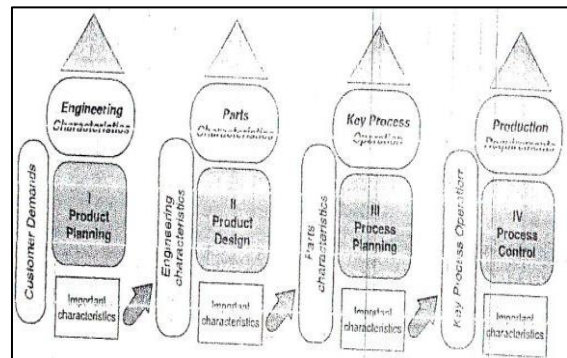 Engineering
Characteristics
Customer Demands
I
Product
Planning
Important
characteristics
Parts
Characteristics
Engineering
characteristics
II
Product
Design
Important
characteristics
Key Process
Operation
Parts
characteristics
III
Process
Planning
Important
characteristics
Production
Requirements
Key Process Operation
IV
Process
Control
Important
characteristics